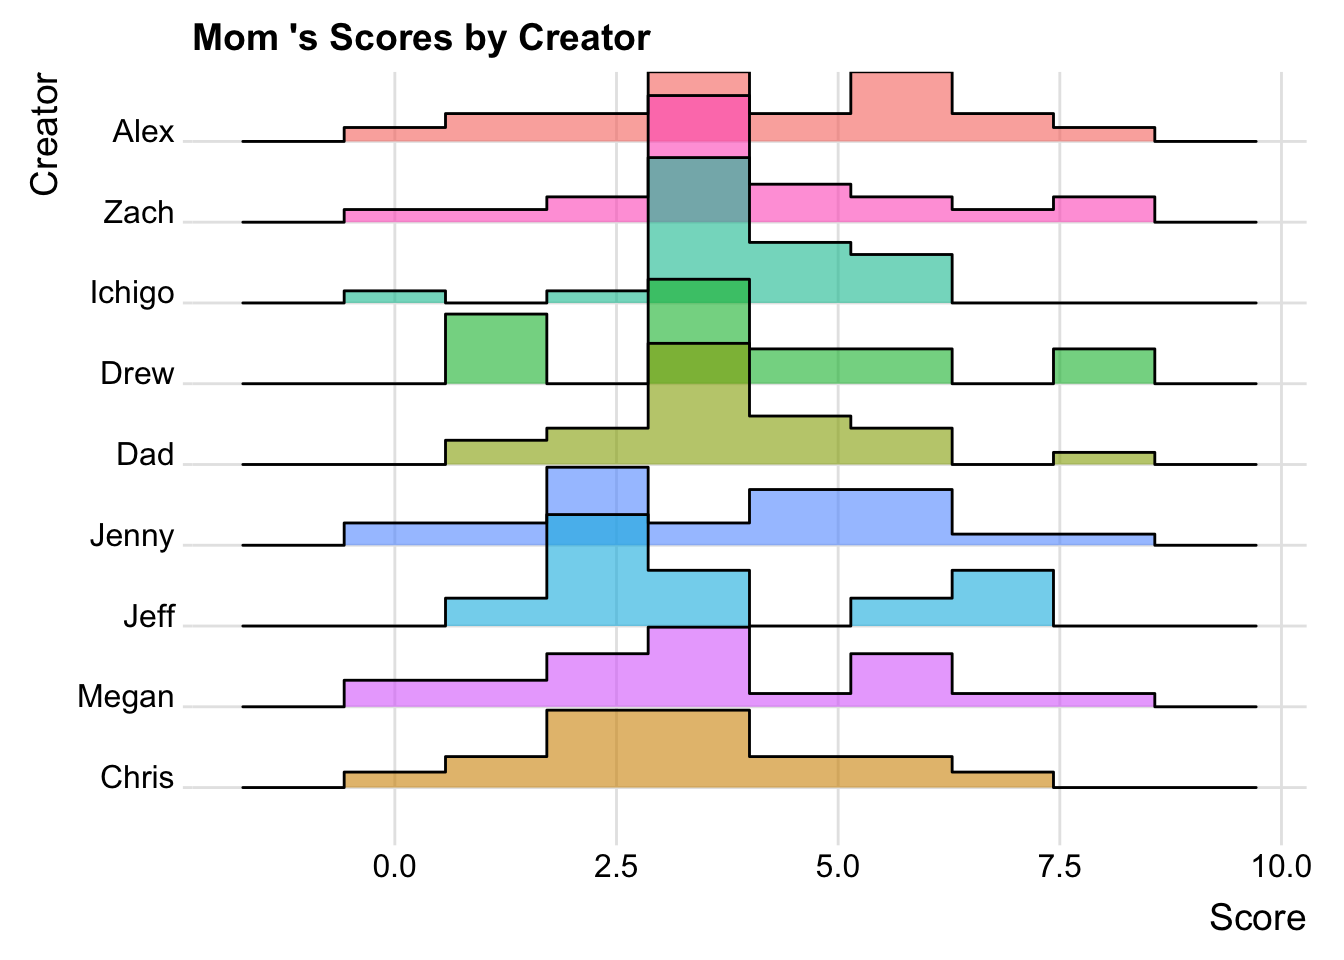 Mom 's Scores by Creator
Creator
Alex
Zach
Ichigo
Drew
Dad
Jenny
Jeff
Megan
Chris
0.0 2.5 5.0 7.5 10.0
Score